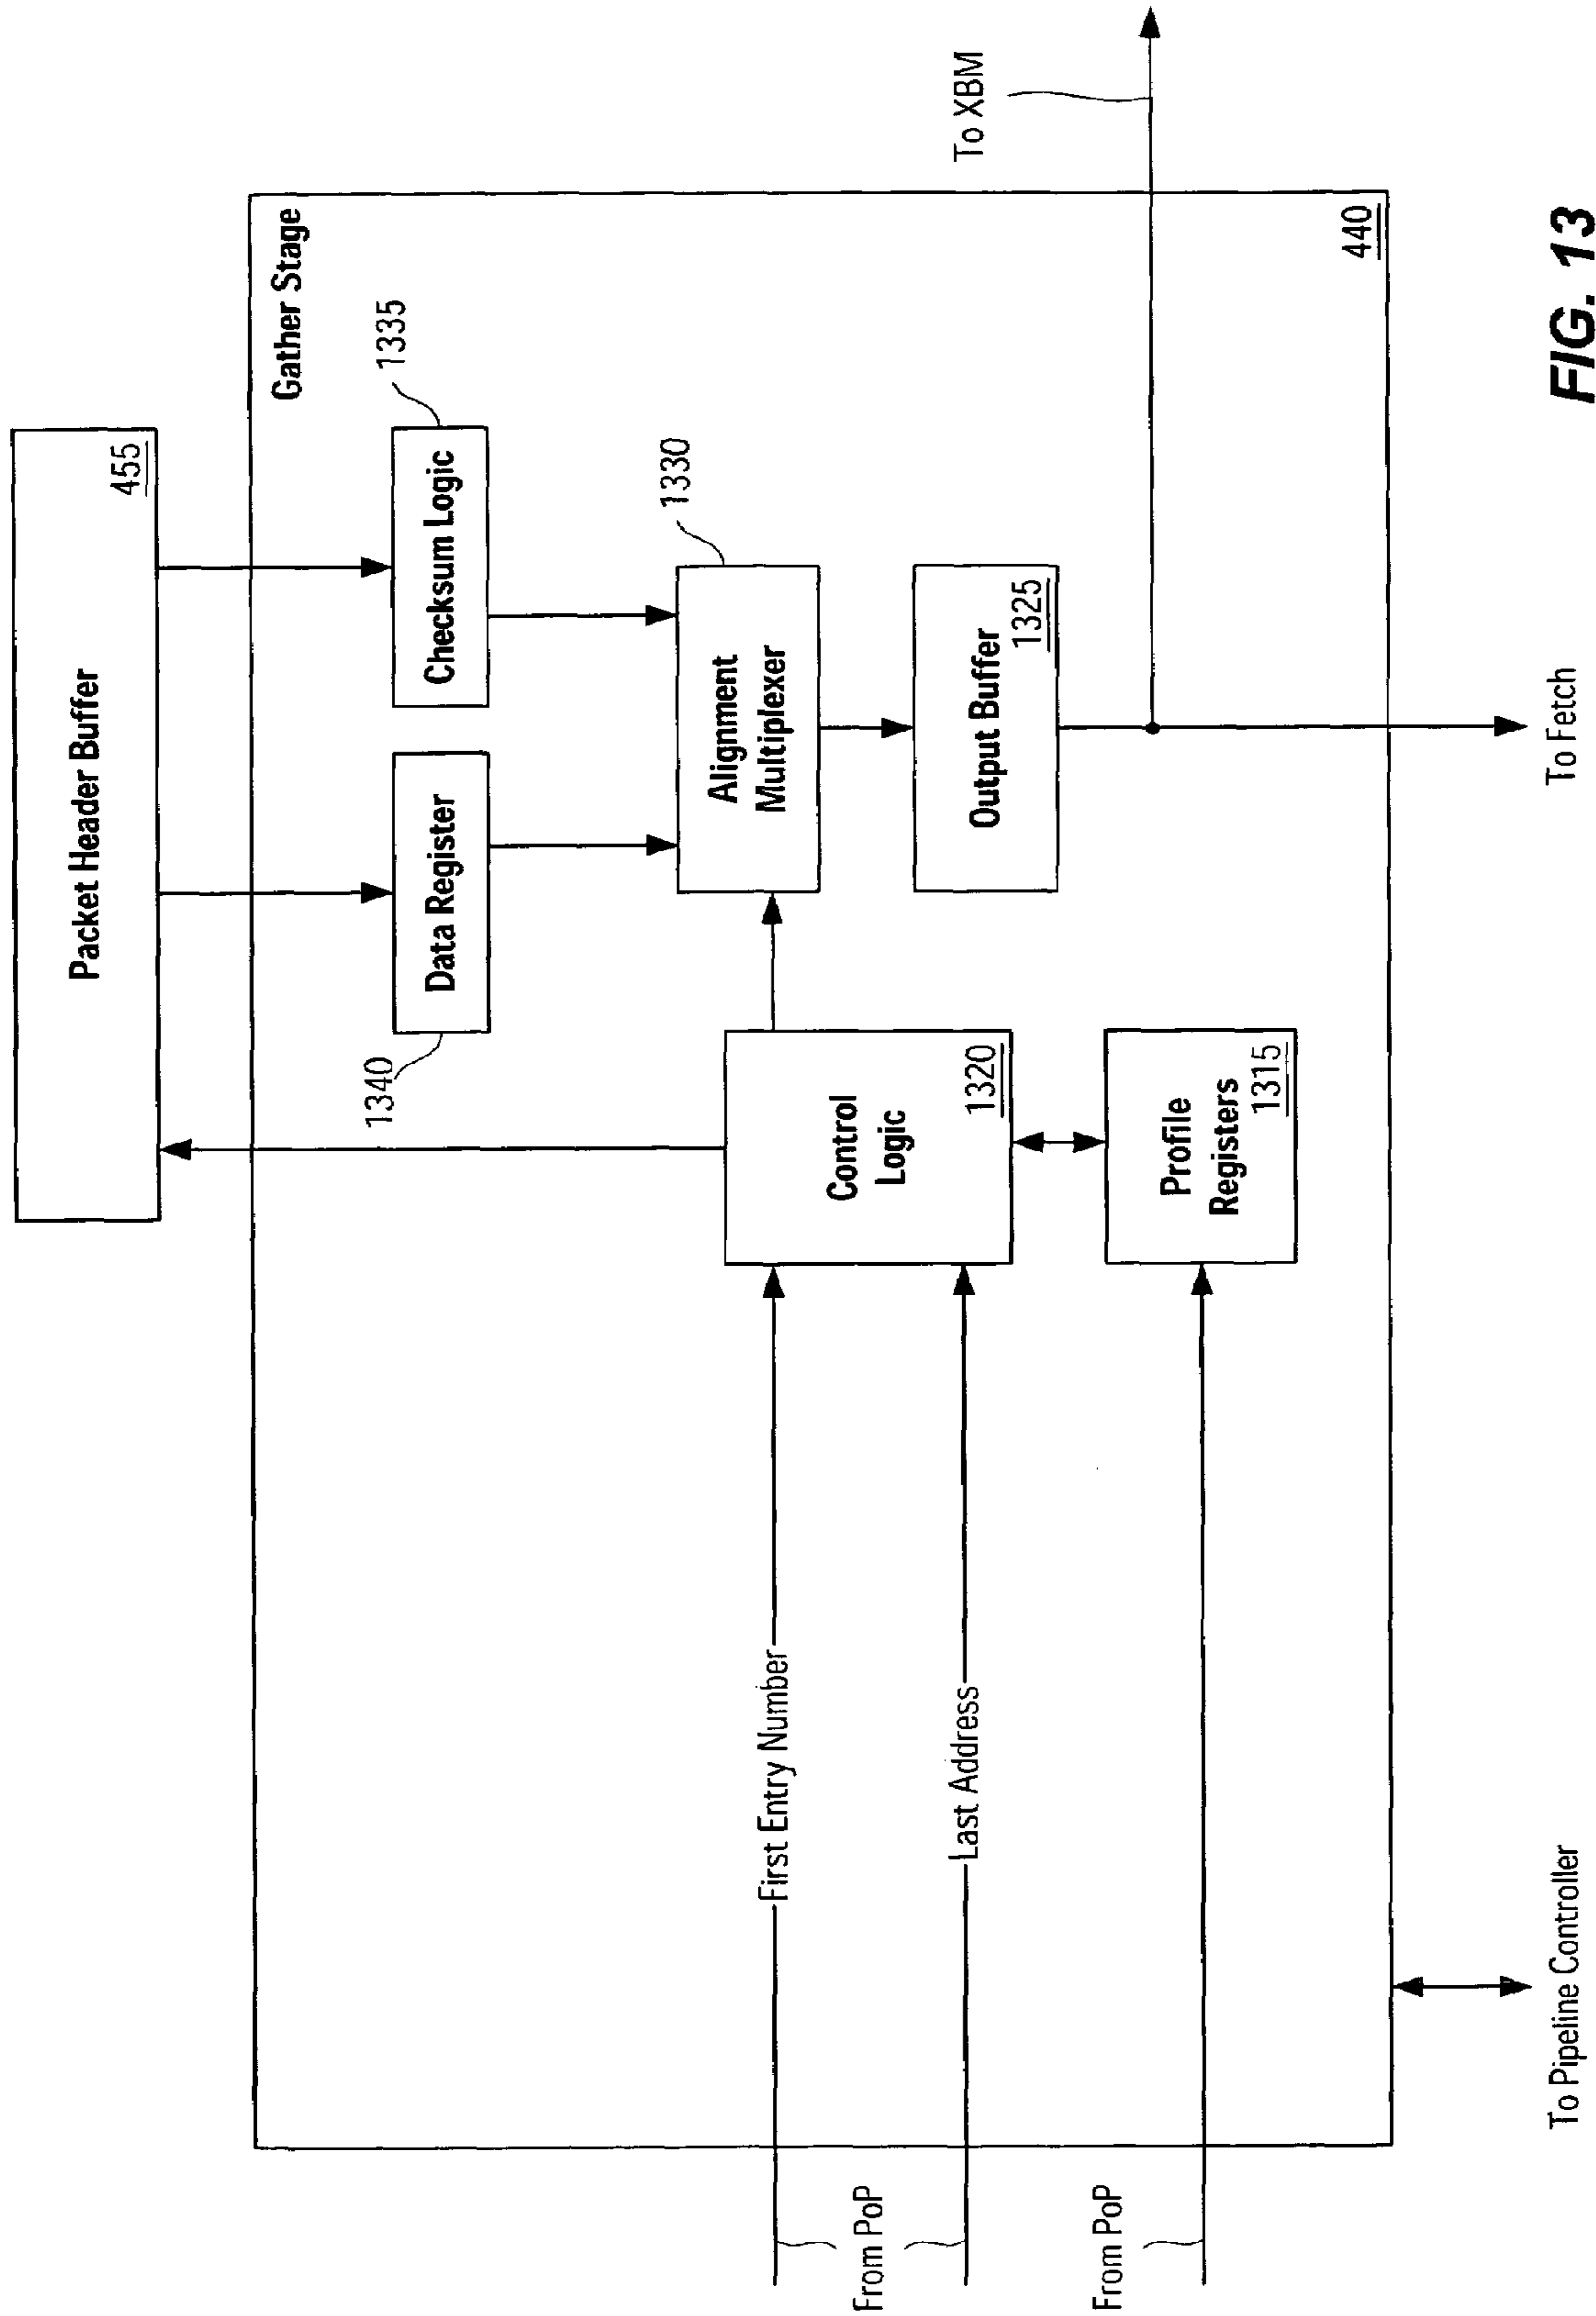 Packet Header Buffer
455
Gather Stage
Data Register
1340
Checksum Logic
1335
Alignment
Multiplexer
1330
First Entry Number
Control
Logic
1320
Output Buffer
1325
From PoP
Last Address
To XBM
Profile
Registers
1315
From PoP
440
To Pipeline Controller
To Fetch
FIG. 13